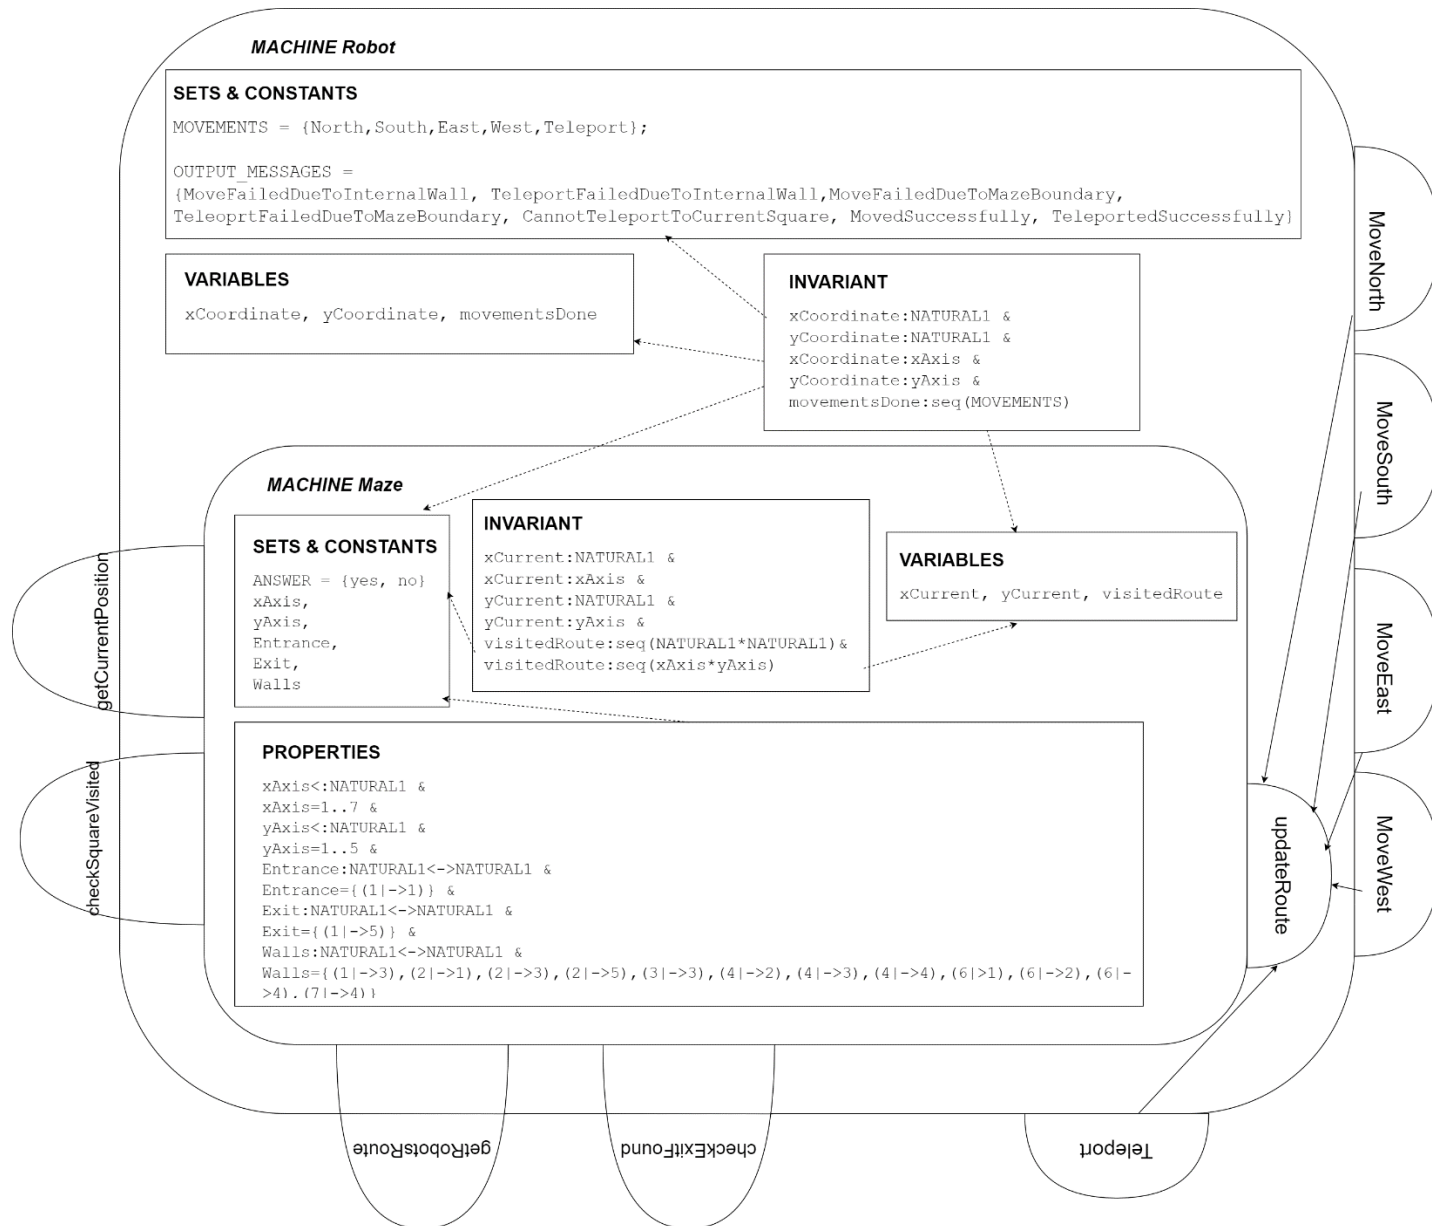 MACHINE Robot
SETS & CONSTANTS
MOVEMENTS = {North,South,East,West,Teleport};
OUTPUT_MESSAGES =
{MoveFailedDueToInternalWall, TeleportFailedDueToInternalWall,MoveFailedDueToMazeBoundary,
TeleoprtFailedDueToMazeBoundary, CannotTeleportToCurrentSquare, MovedSuccessfully, TeleportedSuccessfully}
VARIABLES
xCoordinate, yCoordinate, movementsDone
INVARIANT
xCoordinate:NATURAL1 &
yCoordinate:NATURAL1 &
xCoordinate:xAxis &
yCoordinate:yAxis &
movementsDone:seq(MOVEMENTS)
MACHINE Maze
SETS & CONSTANTS
ANSWER = {yes, no}
xAxis,
yAxis,
Entrance,
Exit,
Walls
INVARIANT
xCurrent:NATURAL1 &
xCurrent:xAxis &
yCurrent:NATURAL1 &
yCurrent:yAxis &
visitedRoute:seq(NATURAL1*NATURAL1)&
visitedRoute:seq(xAxis*yAxis)
VARIABLES
xCurrent, yCurrent, visitedRoute
PROPERTIES
xAxis<:NATURAL1 &
xAxis=1..7 &
yAxis<:NATURAL1 &
yAxis=1..5 &
Entrance:NATURAL1<->NATURAL1 &
Entrance={(1|->1)} &
Exit:NATURAL1<->NATURAL1 &
Exit={(1|->5)} &
Walls:NATURAL1<->NATURAL1 &
Walls={(1|->3),(2|->1),(2|->3),(2|->5),(3|->3),(4|->2),(4|->3),(4|->4),(6|>1),(6|->2),(6|-
>4),(7|->4)}
getCurrentPosition
checkSquareVisited
getRobotsRoute
checkExitFound
Teleport
updateRoute
MoveNorth
MoveSouth
MoveEast
MoveWest